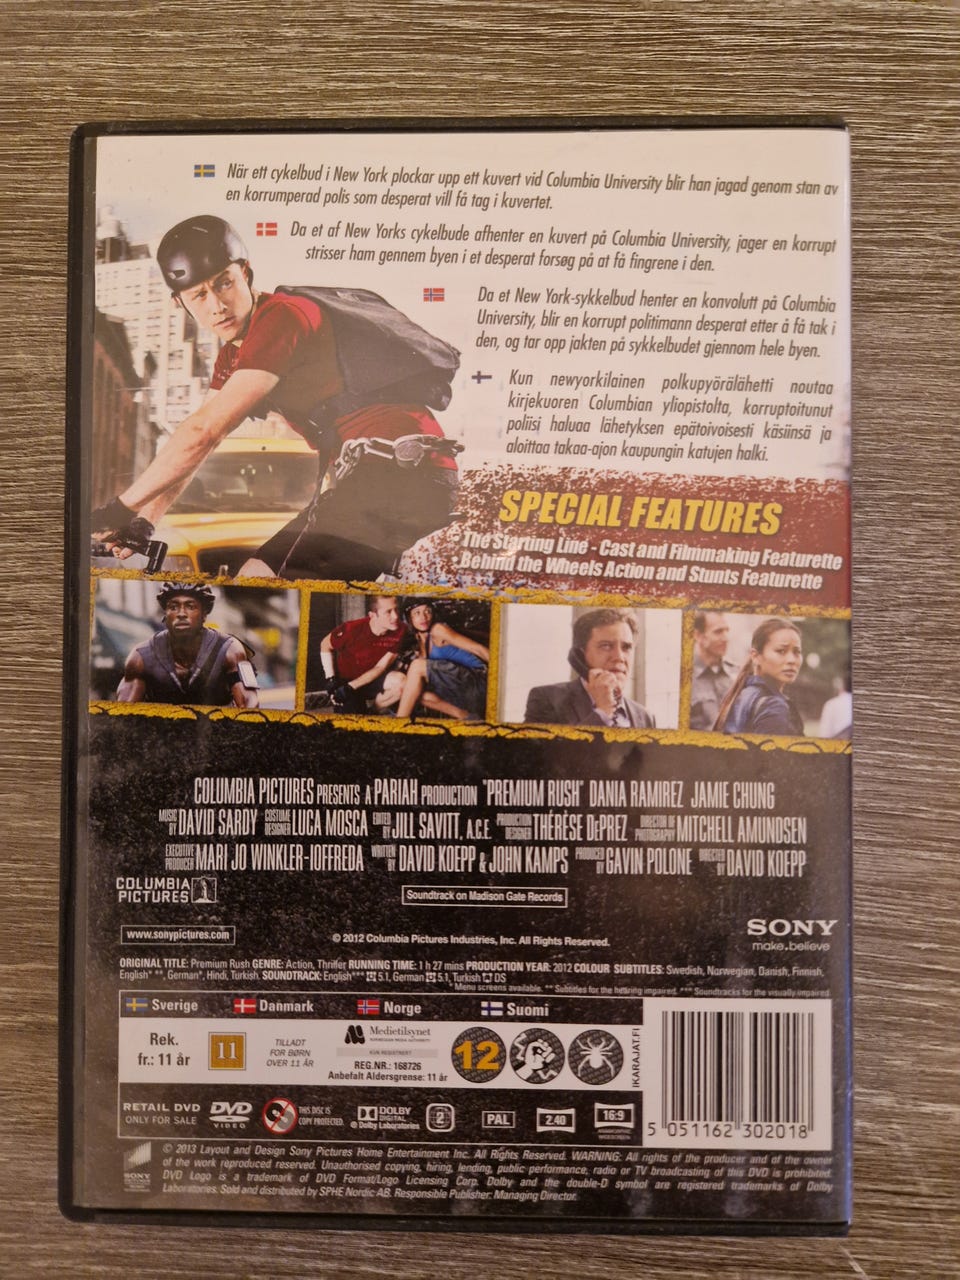 När ett cykelbud i New York plockar upp ett kuvert vid Columbia University blir han jagad genom stan av
en korrumperad polis som desperat vill få tag i kuvertet.
Da et af New Yorks cykelbude afhenter en kuvert på Columbia University, jager en korrupt
strisser ham gennem byen i et desperat forsøg på at få fingrene i den.
Da et New York-sykkelbud henter en konvolutt på Columbia
University, blir en korrupt politimann desperat etter å få tak i
den, og tar opp jakten på sykkelbudet gjennom hele byen.
Kun newyorkilainen polkupyörälähetti noutaa
kirjekuoren Columbian yliopistolta, korruptoitunut
poliisi haluaa lähetyksen epätoivoisesti käsiinsä ja
aloittaa takaa-ajon kaupungin katujen halki.
SPECIAL FEATURES
The Starting Line - Cast and Filmmaking Featurette
Behind the Wheels Action and Stunts Featurette
COLUMBIA PICTURES PRESENTS A PARIAH PRODUCTION "PREMIUM RUSH" DANIA RAMIREZ JAMIE CHUNG
MUSIC BY DAVID SARDY COSTUME DESIGNER LUCA MOSCA EDITED BY JILL SAVITT, A.C.E. PRODUCTION DESIGNER THÉRÈSE DePREZ DIRECTOR OF PHOTOGRAPHY MITCHELL AMUNDSEN
EXECUTIVE PRODUCER MARI JO WINKLER-IOFFREDA WRITTEN BY DAVID KOEPP & JOHN KAMPS PRODUCED BY GAVIN POLONE DIRECTED BY DAVID KOEPP
COLUMBIA
PICTURES
Soundtrack on Madison Gate Records
SONY
make.believe
www.sonypictures.com
© 2012 Columbia Pictures Industries, Inc. All Rights Reserved.
ORIGINAL TITLE: Premium Rush GENRE: Action, Thriller RUNNING TIME: 1 h 27 mins PRODUCTION YEAR: 2012 COLOUR SUBTITLES: Swedish, Norwegian, Danish, Finnish,
English* **, German*, Hindi, Turkish. SOUNDTRACK: English*** 5.1, German 5.1, Turkish DS
* Menu screens available. ** Subtitles for the hearing impaired. *** Soundtracks for the visually impaired.
Sverige Danmark Norge Suomi
Rek.
fr.: 11 år
11
TILLADT
FOR BØRN
OVER 11 ÅR
Medietilsynet
NORWEGIAN MEDIA AUTHORITY
KUN REGISTRERT
REG.NR.: 168726
Anbefalt Aldersgrense: 11 år
12
IKARAJAT.FI
RETAIL DVD
ONLY FOR SALE
DVD
VIDEO
THIS DISC IS
COPY PROTECTED.
DOLBY
DIGITAL
® Dolby Laboratories
2
PAL
2.40
16:9
ANAMORPHIC
WIDESCREEN
5 051162 302018
SONY
© 2013 Layout and Design Sony Pictures Home Entertainment Inc. All Rights Reserved. WARNING: All rights of the producer and of the owner
of the work reproduced reserved. Unauthorised copying, hiring, lending, public performance, radio or TV broadcasting of this DVD is prohibited.
DVD Logo is a trademark of DVD Format/Logo Licensing Corp. Dolby and the double-D symbol are registered trademarks of Dolby
Laboratories. Sold and distributed by SPHE Nordic AB. Responsible Publisher: Managing Director.